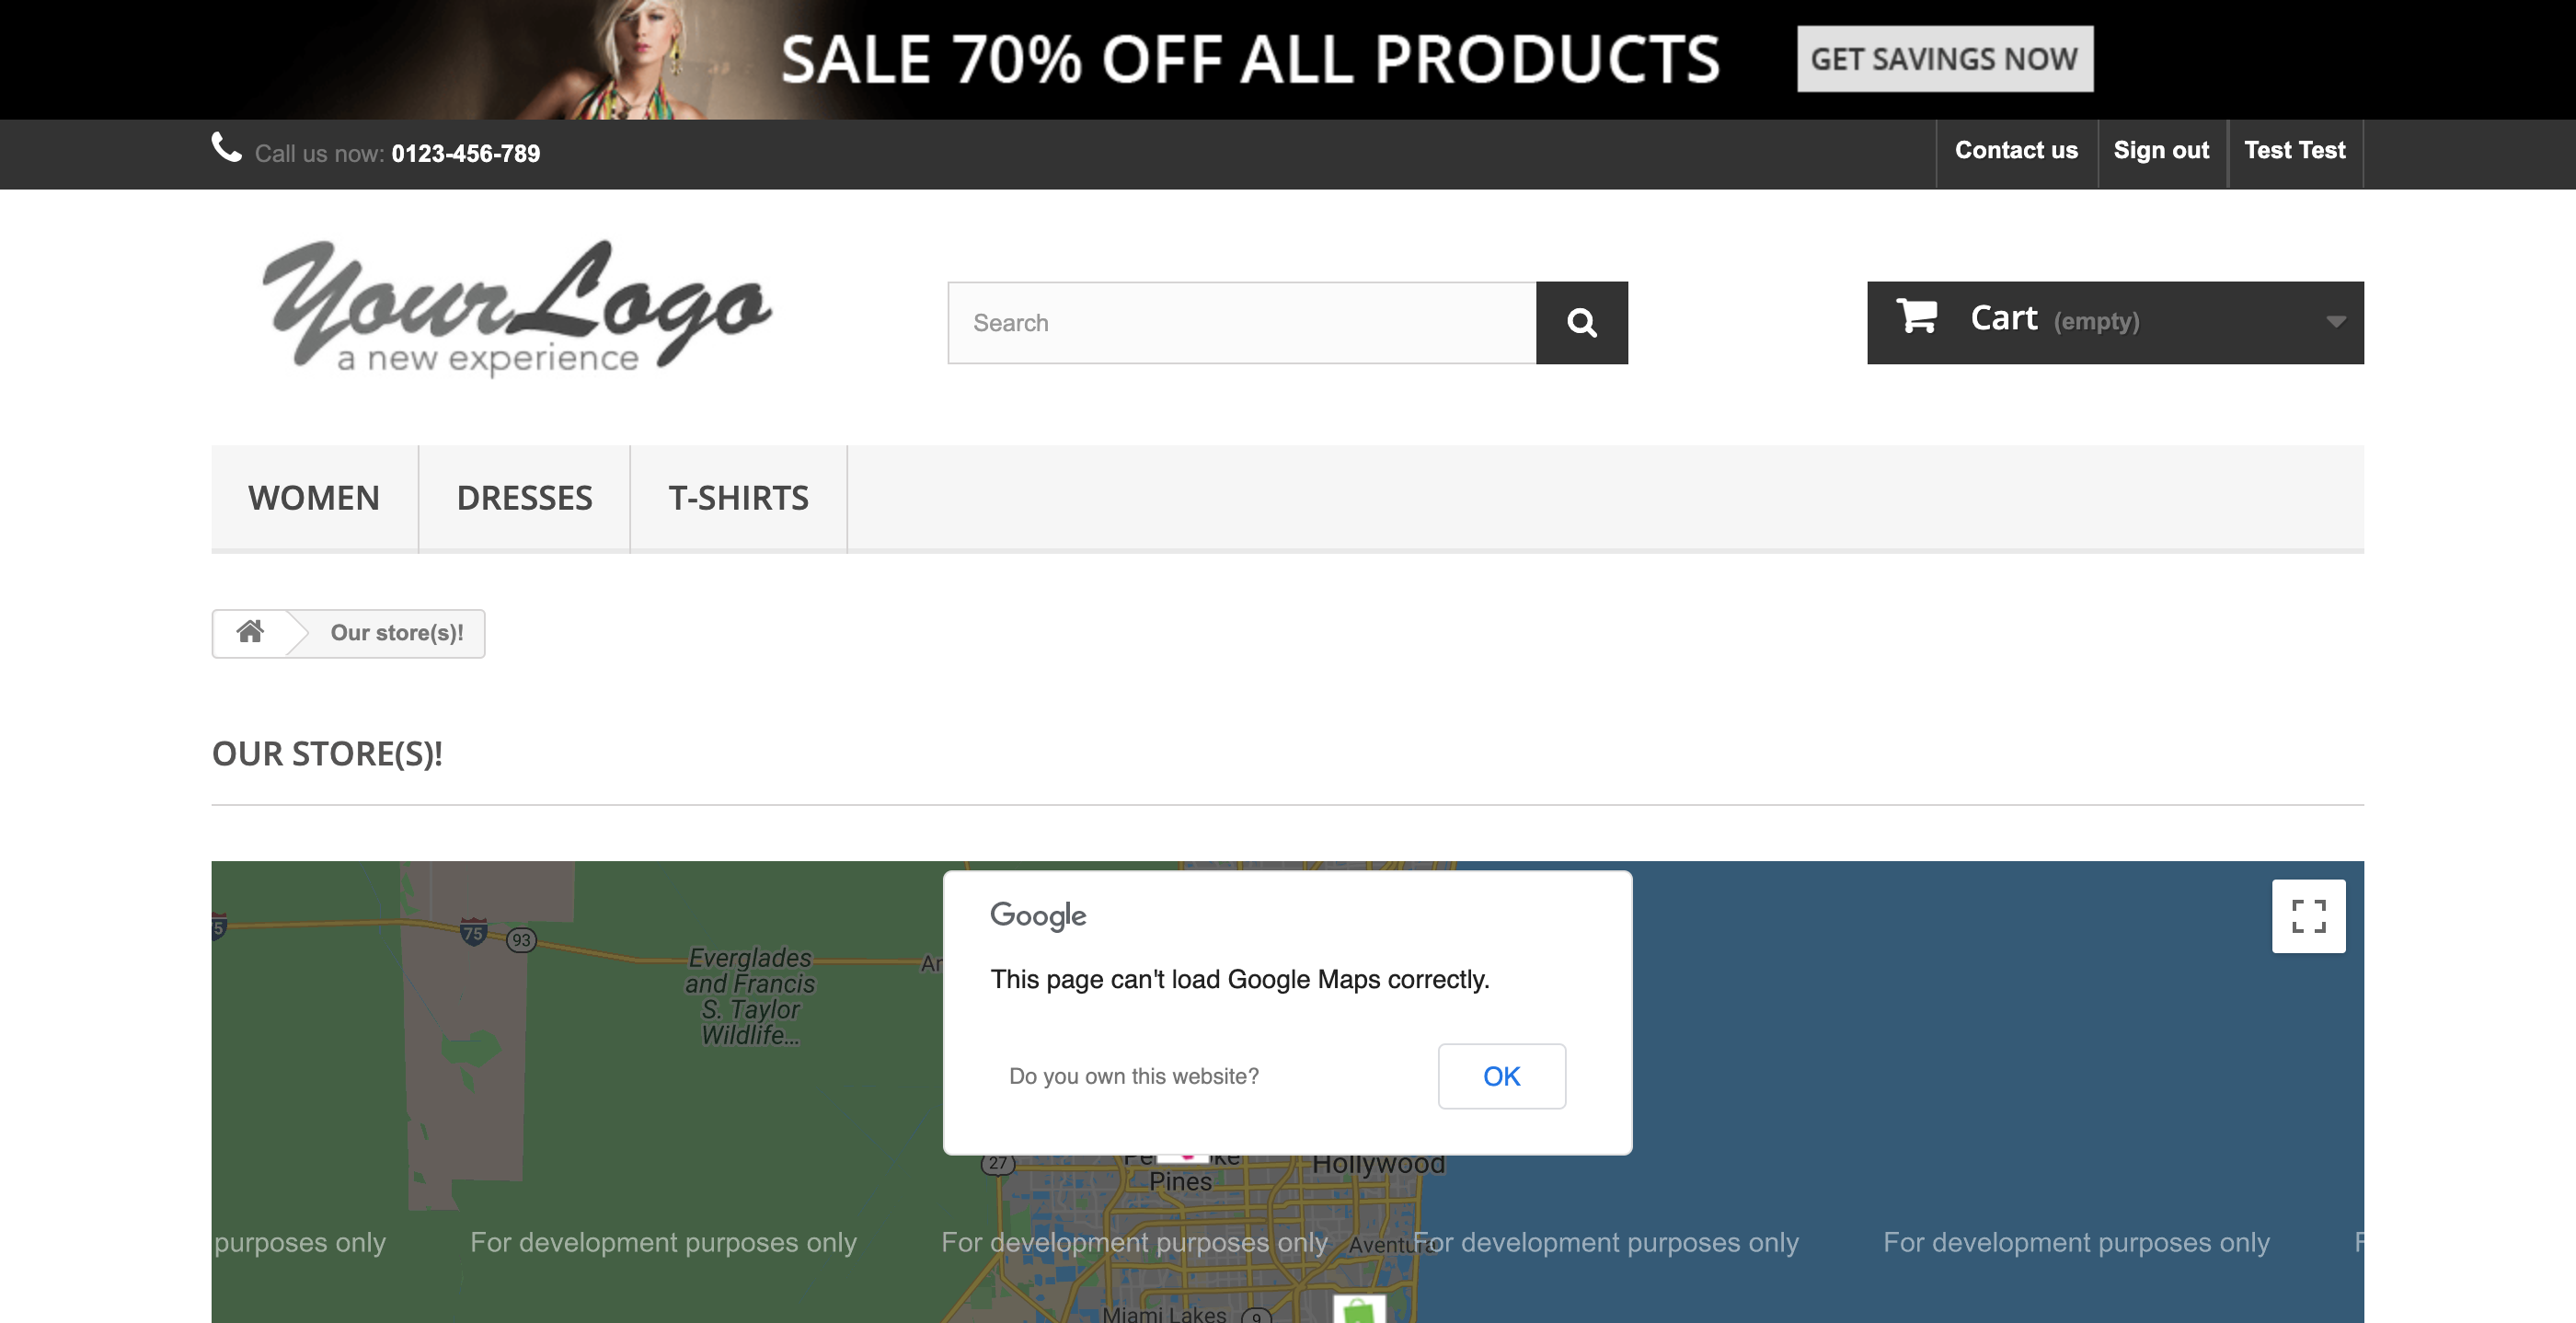 SALE 70% OFF ALL PRODUCTS
GET SAVINGS NOW
Call us now: 0123-456-789
Contact us
Sign out
Test Test
YourLogo
a new experience
Search
Cart (empty)
WOMEN
DRESSES
T-SHIRTS
Our store(s)!
OUR STORE(S)!
75
93
Everglades
and Francis
S. Taylor
Wildlife...
Google
This page can't load Google Maps correctly.
Do you own this website?
OK
27
Hollywood
Pines
purposes only
For development purposes only
For development purposes only
Aventura
For development purposes only
For development purposes only
Miami Lakes
9